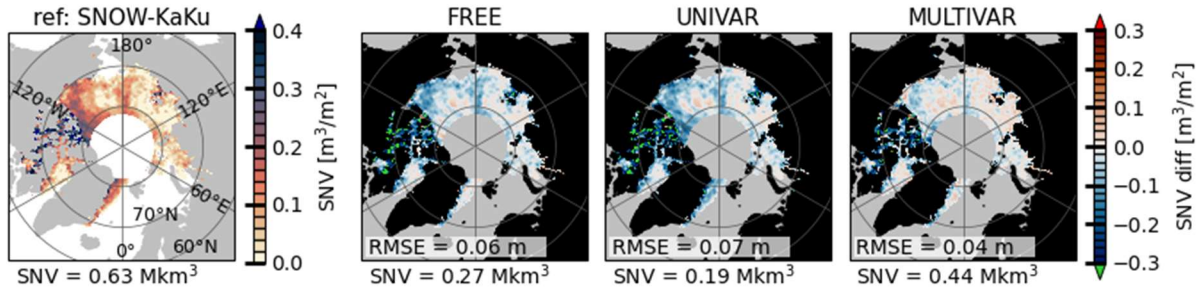 ref: SNOW-KaKu
FREE
UNIVAR
MULTIVAR
180°
120°W
120°E
60°E
70°N
0°
60°N
0.4
0.3
0.2
0.1
0.0
SNV [m³/m²]
0.3
0.2
0.1
0.0
−0.1
−0.2
−0.3
SNV diff [m³/m²]
RMSE = 0.06 m
RMSE = 0.07 m
RMSE = 0.04 m
SNV = 0.63 Mkm³
SNV = 0.27 Mkm³
SNV = 0.19 Mkm³
SNV = 0.44 Mkm³